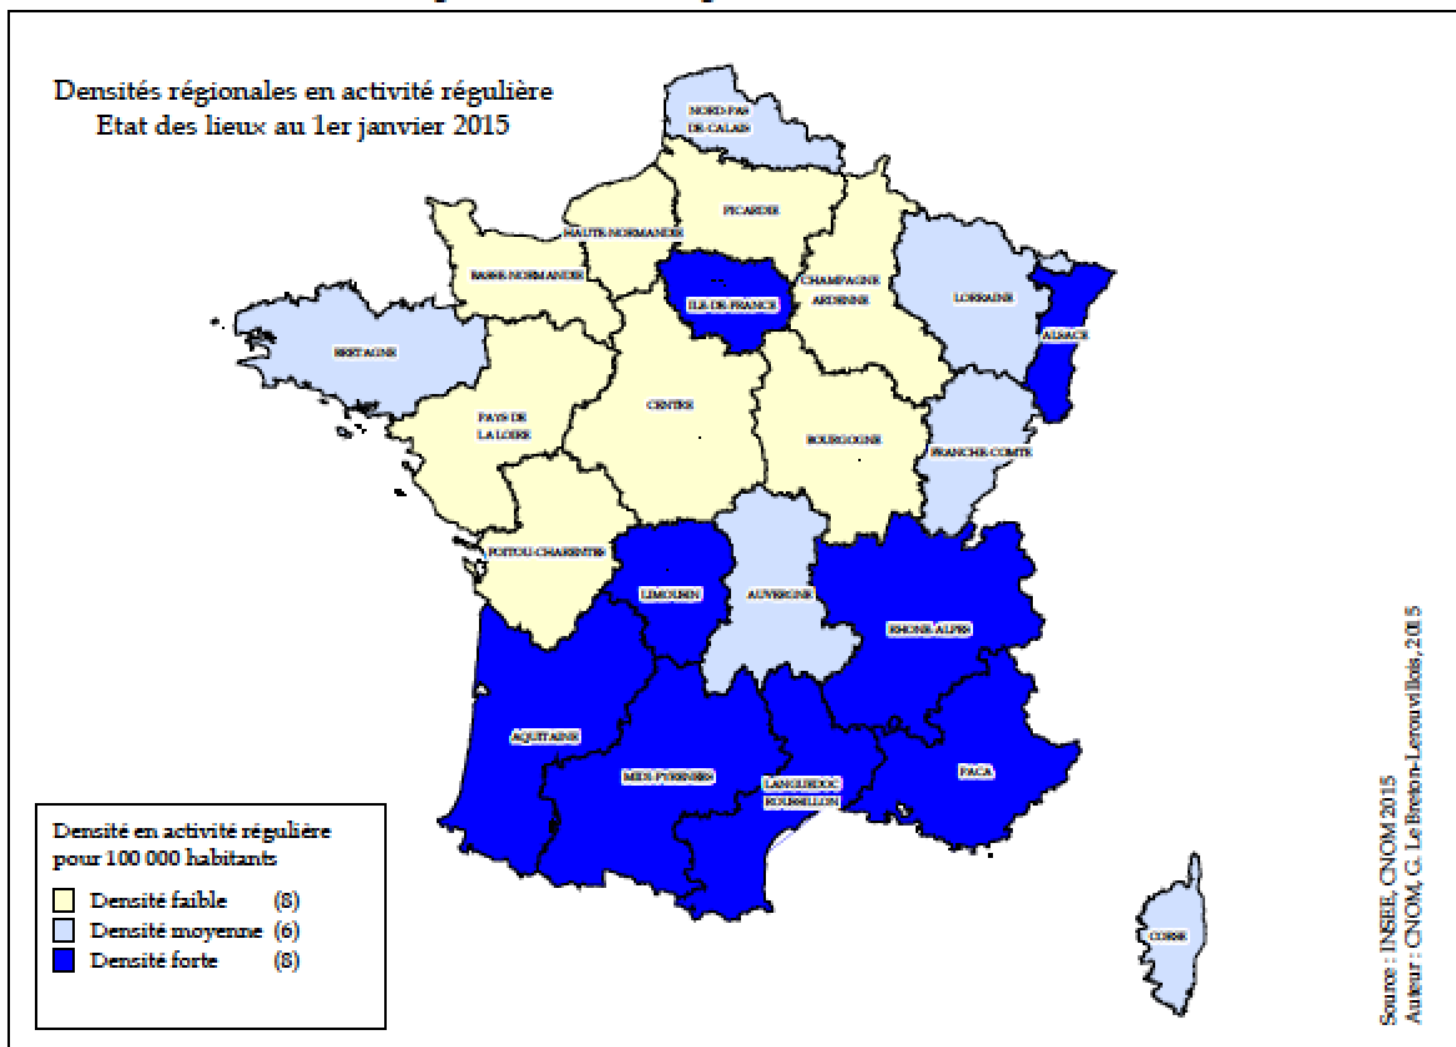 Densités régionales en activité régulière
Etat des lieux au 1er janvier 2015
NORD-PAS
DE-CALAIS
PICARDIE
HAUTE-NORMANDIE
BASSE-NORMANDIE
CHAMPAGNE
ARDENNE
LORRAINE
ILE-DE-FRANCE
ALSACE
BRETAGNE
PAYS DE
LA LOIRE
CENTRE
BOURGOGNE
FRANCHE-COMTE
POITOU-CHARENTES
LIMOUSIN
AUVERGNE
RHONE-ALPES
AQUITAINE
MIDI-PYRENEES
LANGUEDOC
ROUSSILLON
PACA
CORSE
Densité en activité régulière
pour 100 000 habitants
Densité faible (8)
Densité moyenne (6)
Densité forte (8)
Source : INSEE, CNOM 2015
Auteur : CNOM, G. Le Breton-Lerouvillois, 2015